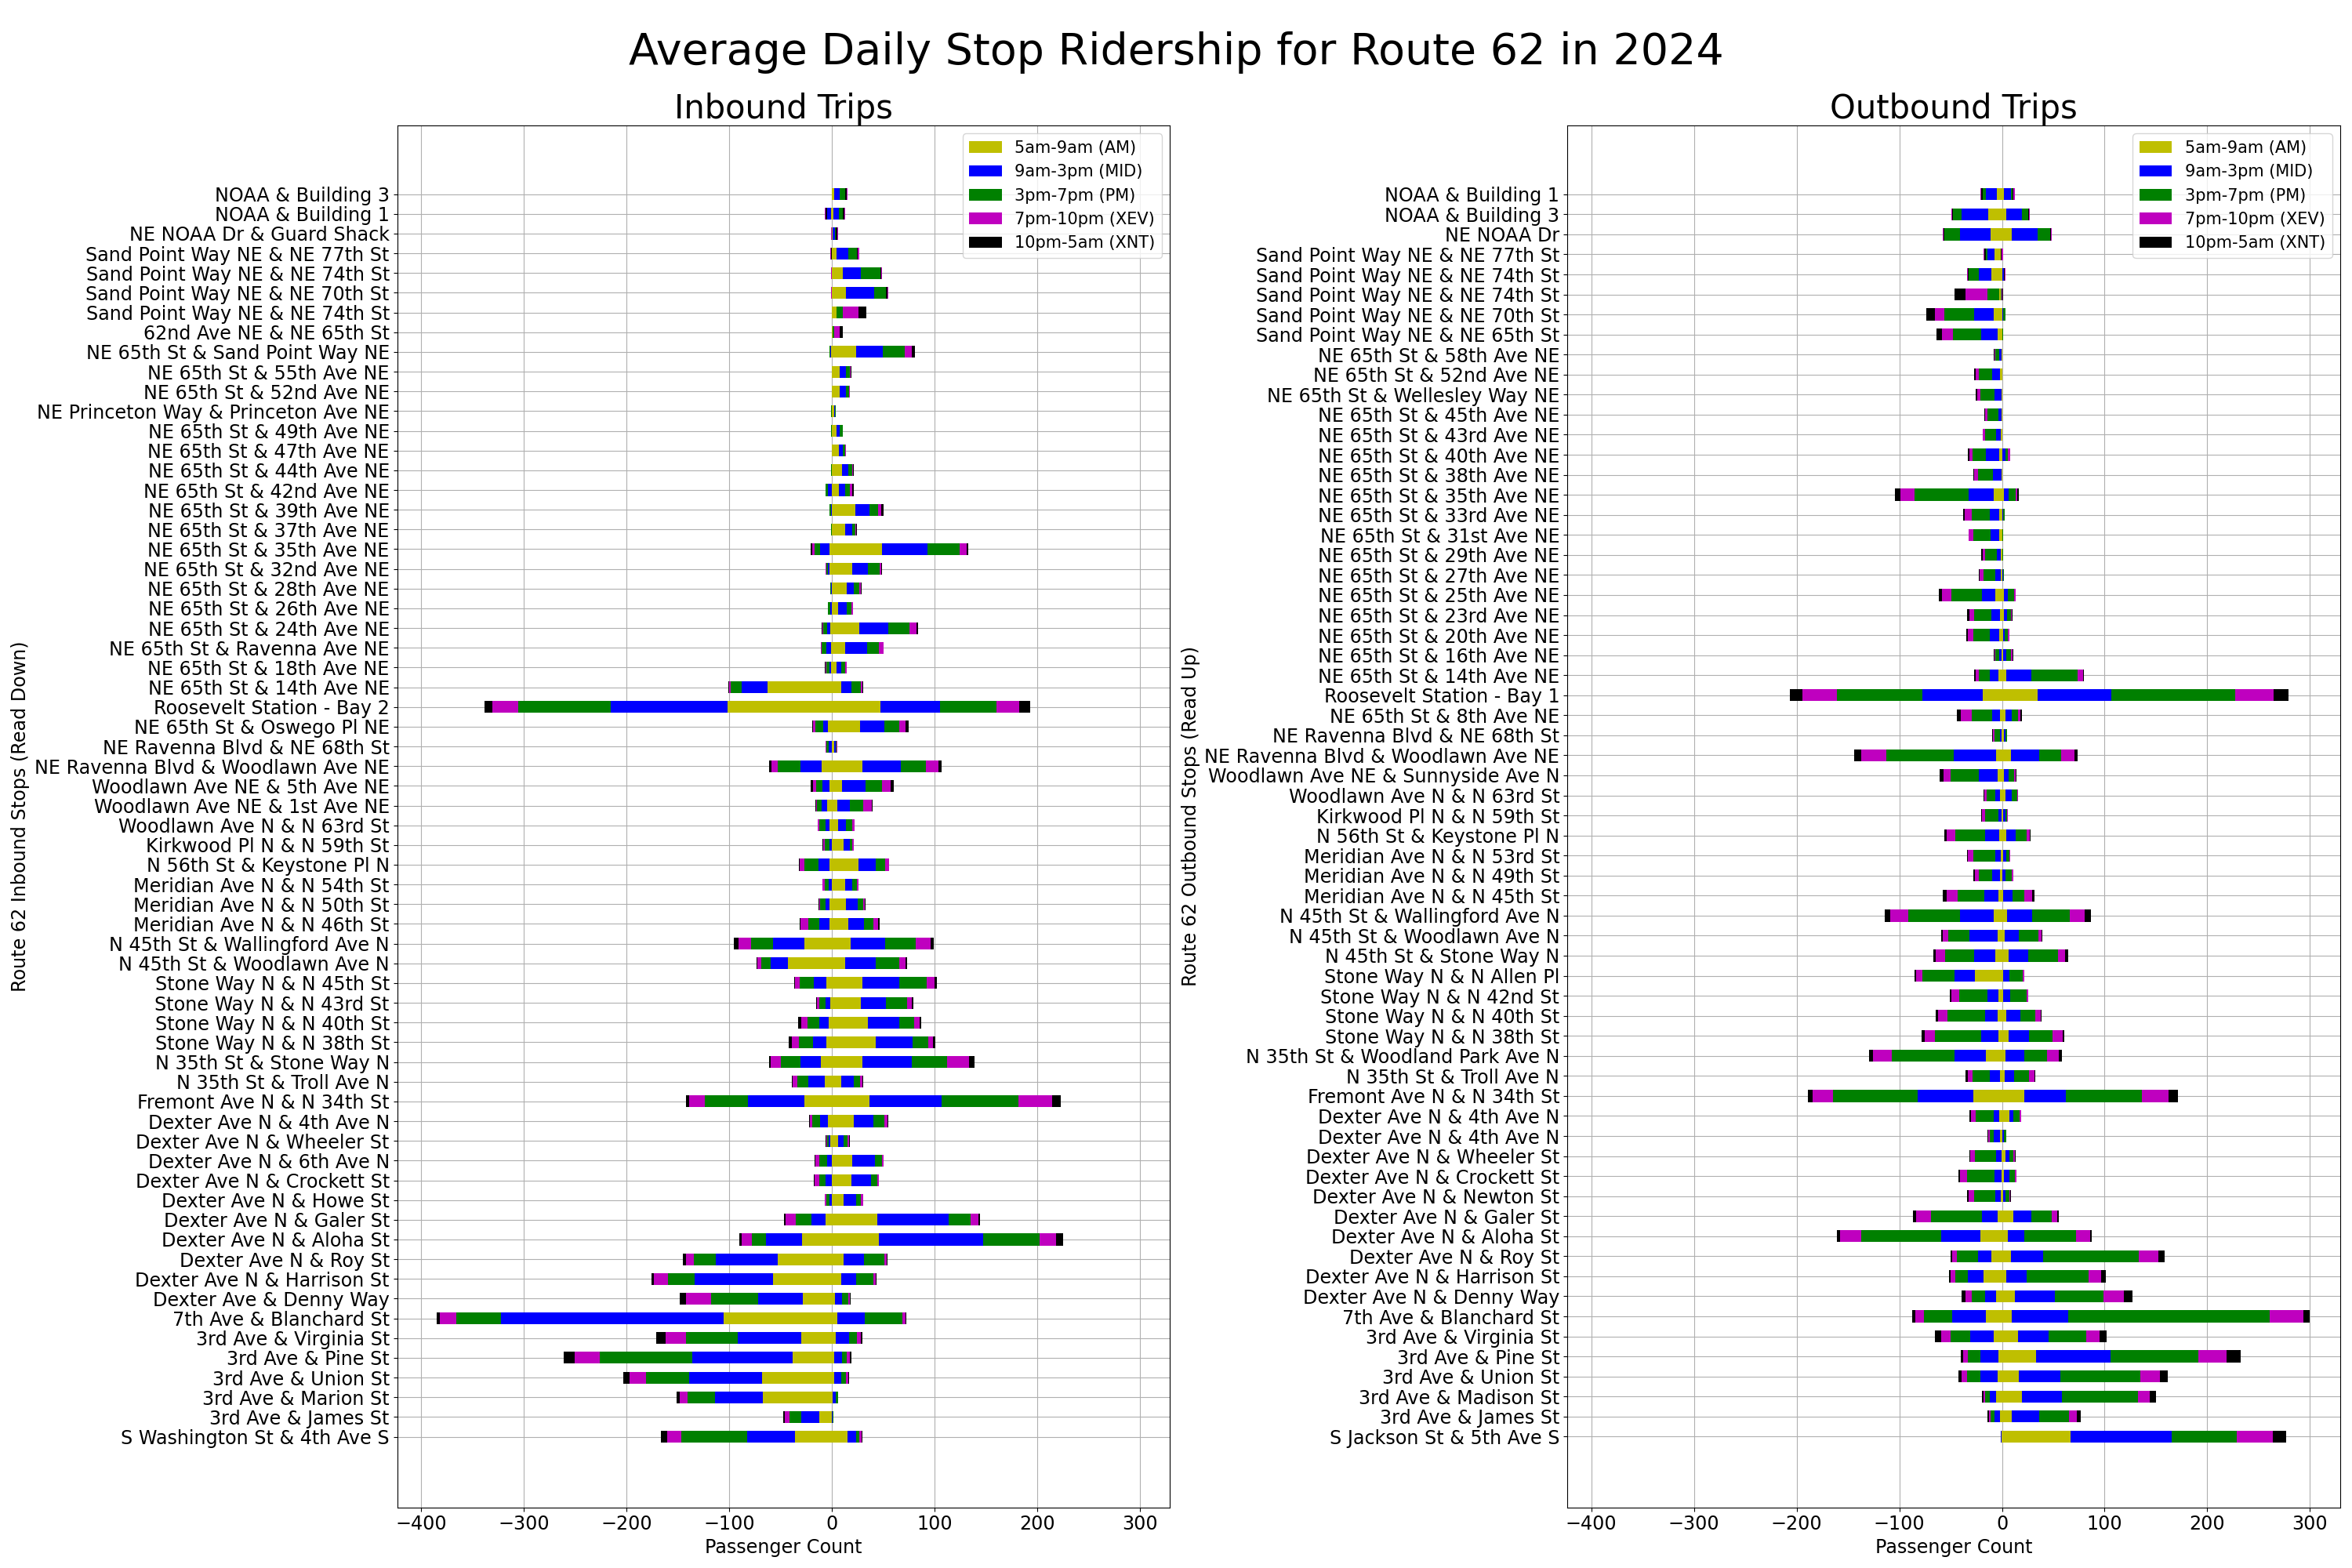 Average Daily Stop Ridership for Route 62 in 2024
Inbound Trips
5am-9am (AM)
9am-3pm (MID)
3pm-7pm (PM)
7pm-10pm (XEV)
10pm-5am (XNT)
Route 62 Inbound Stops (Read Down)
NOAA & Building 3
NOAA & Building 1
NE NOAA Dr & Guard Shack
Sand Point Way NE & NE 77th St
Sand Point Way NE & NE 74th St
Sand Point Way NE & NE 70th St
Sand Point Way NE & NE 74th St
62nd Ave NE & NE 65th St
NE 65th St & Sand Point Way NE
NE 65th St & 55th Ave NE
NE 65th St & 52nd Ave NE
NE Princeton Way & Princeton Ave NE
NE 65th St & 49th Ave NE
NE 65th St & 47th Ave NE
NE 65th St & 44th Ave NE
NE 65th St & 42nd Ave NE
NE 65th St & 39th Ave NE
NE 65th St & 37th Ave NE
NE 65th St & 35th Ave NE
NE 65th St & 32nd Ave NE
NE 65th St & 28th Ave NE
NE 65th St & 26th Ave NE
NE 65th St & 24th Ave NE
NE 65th St & Ravenna Ave NE
NE 65th St & 18th Ave NE
NE 65th St & 14th Ave NE
Roosevelt Station - Bay 2
NE 65th St & Oswego Pl NE
NE Ravenna Blvd & NE 68th St
NE Ravenna Blvd & Woodlawn Ave NE
Woodlawn Ave NE & 5th Ave NE
Woodlawn Ave NE & 1st Ave NE
Woodlawn Ave N & N 63rd St
Kirkwood Pl N & N 59th St
N 56th St & Keystone Pl N
Meridian Ave N & N 54th St
Meridian Ave N & N 50th St
Meridian Ave N & N 46th St
N 45th St & Wallingford Ave N
N 45th St & Woodlawn Ave N
Stone Way N & N 45th St
Stone Way N & N 43rd St
Stone Way N & N 40th St
Stone Way N & N 38th St
N 35th St & Stone Way N
N 35th St & Troll Ave N
Fremont Ave N & N 34th St
Dexter Ave N & 4th Ave N
Dexter Ave N & Wheeler St
Dexter Ave N & 6th Ave N
Dexter Ave N & Crockett St
Dexter Ave N & Howe St
Dexter Ave N & Galer St
Dexter Ave N & Aloha St
Dexter Ave N & Roy St
Dexter Ave N & Harrison St
Dexter Ave & Denny Way
7th Ave & Blanchard St
3rd Ave & Virginia St
3rd Ave & Pine St
3rd Ave & Union St
3rd Ave & Marion St
3rd Ave & James St
S Washington St & 4th Ave S
−400 −300 −200 −100 0 100 200 300
Passenger Count
Outbound Trips
5am-9am (AM)
9am-3pm (MID)
3pm-7pm (PM)
7pm-10pm (XEV)
10pm-5am (XNT)
Route 62 Outbound Stops (Read Up)
NOAA & Building 1
NOAA & Building 3
NE NOAA Dr
Sand Point Way NE & NE 77th St
Sand Point Way NE & NE 74th St
Sand Point Way NE & NE 74th St
Sand Point Way NE & NE 70th St
Sand Point Way NE & NE 65th St
NE 65th St & 58th Ave NE
NE 65th St & 52nd Ave NE
NE 65th St & Wellesley Way NE
NE 65th St & 45th Ave NE
NE 65th St & 43rd Ave NE
NE 65th St & 40th Ave NE
NE 65th St & 38th Ave NE
NE 65th St & 35th Ave NE
NE 65th St & 33rd Ave NE
NE 65th St & 31st Ave NE
NE 65th St & 29th Ave NE
NE 65th St & 27th Ave NE
NE 65th St & 25th Ave NE
NE 65th St & 23rd Ave NE
NE 65th St & 20th Ave NE
NE 65th St & 16th Ave NE
NE 65th St & 14th Ave NE
Roosevelt Station - Bay 1
NE 65th St & 8th Ave NE
NE Ravenna Blvd & NE 68th St
NE Ravenna Blvd & Woodlawn Ave NE
Woodlawn Ave NE & Sunnyside Ave N
Woodlawn Ave N & N 63rd St
Kirkwood Pl N & N 59th St
N 56th St & Keystone Pl N
Meridian Ave N & N 53rd St
Meridian Ave N & N 49th St
Meridian Ave N & N 45th St
N 45th St & Wallingford Ave N
N 45th St & Woodlawn Ave N
N 45th St & Stone Way N
Stone Way N & N Allen Pl
Stone Way N & N 42nd St
Stone Way N & N 40th St
Stone Way N & N 38th St
N 35th St & Woodland Park Ave N
N 35th St & Troll Ave N
Fremont Ave N & N 34th St
Dexter Ave N & 4th Ave N
Dexter Ave N & 4th Ave N
Dexter Ave N & Wheeler St
Dexter Ave N & Crockett St
Dexter Ave N & Newton St
Dexter Ave N & Galer St
Dexter Ave N & Aloha St
Dexter Ave N & Roy St
Dexter Ave N & Harrison St
Dexter Ave N & Denny Way
7th Ave & Blanchard St
3rd Ave & Virginia St
3rd Ave & Pine St
3rd Ave & Union St
3rd Ave & Madison St
3rd Ave & James St
S Jackson St & 5th Ave S
−400 −300 −200 −100 0 100 200 300
Passenger Count